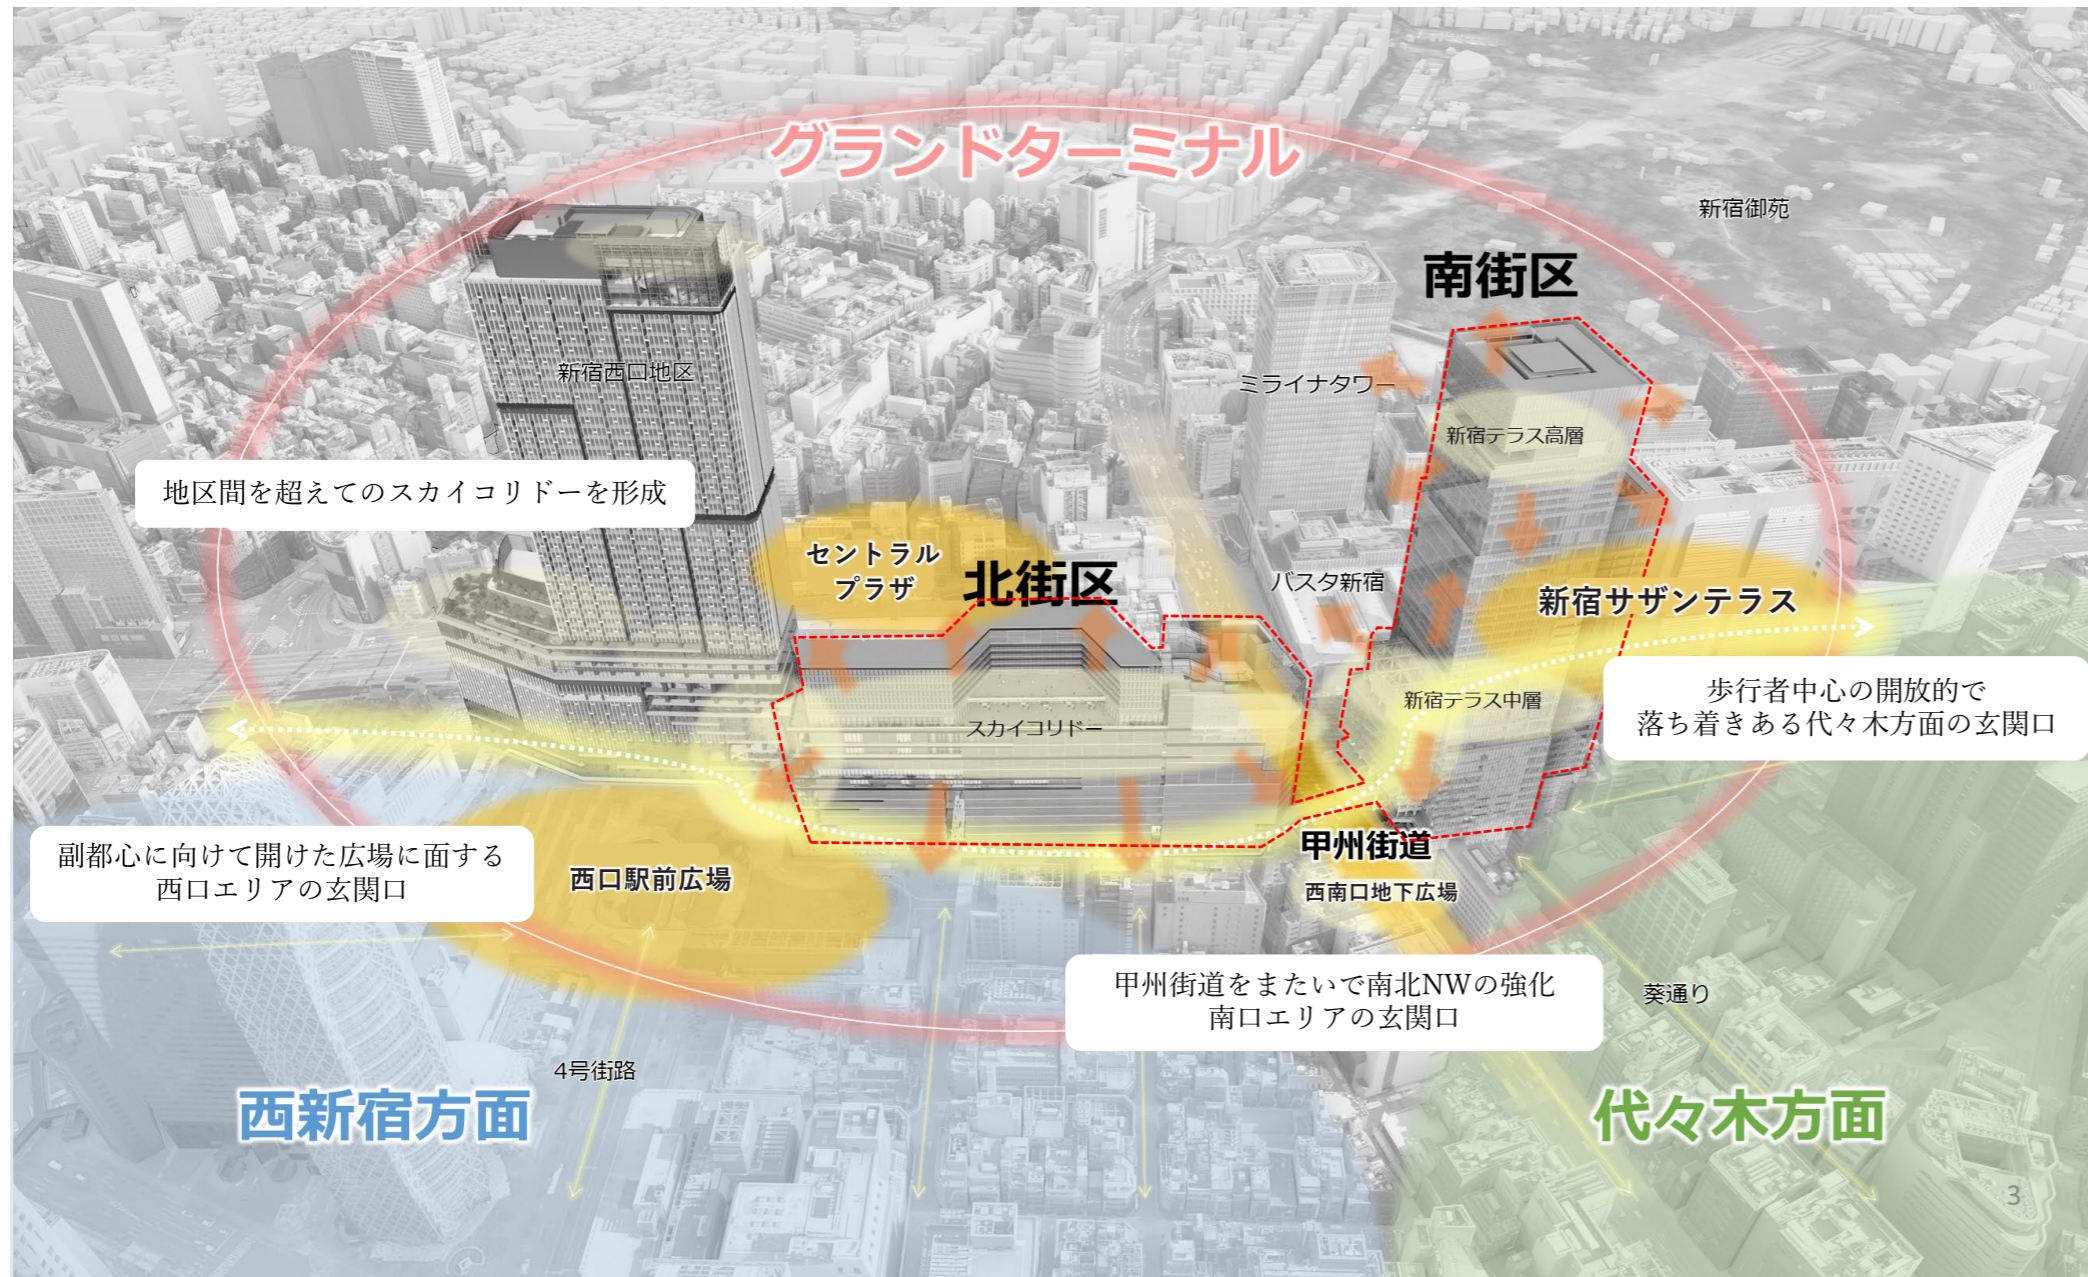 グランドターミナル
新宿御苑
南街区
新宿西口地区
ミライナタワー
新宿テラス高層
地区間を超えてのスカイコリドーを形成
セントラル
プラザ
北街区
バスタ新宿
新宿サザンテラス
スカイコリドー
新宿テラス中層
歩行者中心の開放的で
落ち着きある代々木方面の玄関口
副都心に向けて開けた広場に面する
西口エリアの玄関口
西口駅前広場
甲州街道
西南口地下広場
甲州街道をまたいで南北NWの強化
南口エリアの玄関口
葵通り
4号街路
西新宿方面
代々木方面
3